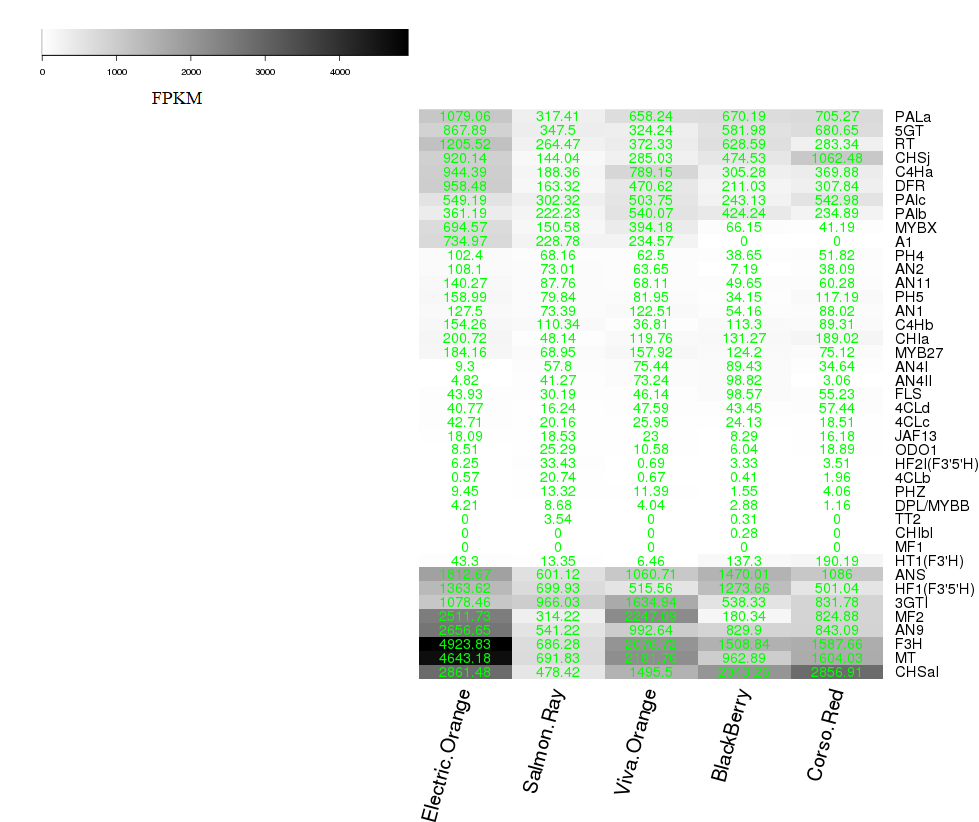 0 1000 2000 3000 4000
FPKM
1079.06 317.41 658.24 670.19 705.27 PALa
867.89 347.5 324.24 581.98 680.65 5GT
1205.52 264.47 372.33 628.59 283.34 RT
920.14 144.04 285.03 474.53 1062.48 CHSj
944.39 188.36 789.15 305.28 369.88 C4Ha
958.48 163.32 470.62 211.03 307.84 DFR
549.19 302.32 503.75 243.13 542.98 PAlc
361.19 222.23 540.07 424.24 234.89 PAlb
694.57 150.58 394.18 66.15 41.19 MYBX
734.97 228.78 234.57 0 0 A1
102.4 68.16 62.5 38.65 51.82 PH4
108.1 73.01 63.65 7.19 38.09 AN2
140.27 87.76 68.11 49.65 60.28 AN11
158.99 79.84 81.95 34.15 117.19 PH5
127.5 73.39 122.51 54.16 88.02 AN1
154.26 110.34 36.81 113.3 89.31 C4Hb
200.72 48.14 119.76 131.27 189.02 CHIa
184.16 68.95 157.92 124.2 75.12 MYB27
9.3 57.8 75.44 89.43 34.64 AN4I
4.82 41.27 73.24 98.82 3.06 AN4II
43.93 30.19 46.14 98.57 55.23 FLS
40.77 16.24 47.59 43.45 57.44 4CLd
42.71 20.16 25.95 24.13 18.51 4CLc
18.09 18.53 23 8.29 16.18 JAF13
8.51 25.29 10.58 6.04 18.89 ODO1
6.25 33.43 0.69 3.33 3.51 HF2I(F3'5'H)
0.57 20.74 0.67 0.41 1.96 4CLb
9.45 13.32 11.39 1.55 4.06 PHZ
4.21 8.68 4.04 2.88 1.16 DPL/MYBB
0 3.54 0 0.31 0 TT2
0 0 0 0.28 0 CHIbI
0 0 0 0 0 MF1
43.3 13.35 6.46 137.3 190.19 HT1(F3'H)
1812.67 601.12 1060.71 1470.01 1086 ANS
1363.62 699.93 515.56 1273.66 501.04 HF1(F3'5'H)
1078.46 966.03 1634.94 538.33 831.78 3GTI
314.22 180.34 824.88 MF2
2656.65 541.22 992.64 829.9 843.09 AN9
4923.83 686.28 1508.84 1587.66 F3H
4643.18 691.83 962.89 1604.03 MT
2861.48 478.42 1495.5 2856.91 CHSaI
Electric.Orange Salmon.Ray Viva.Orange BlackBerry Corso.Red